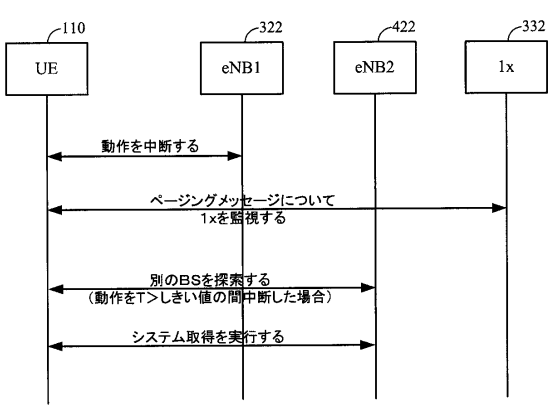 110
322
422
332
UE
eNB1
eNB2
1x
動作を中断する
ページングメッセージについて
1xを監視する
別のBSを探索する
(動作をT>しきい値の間中断した場合)
システム取得を実行する